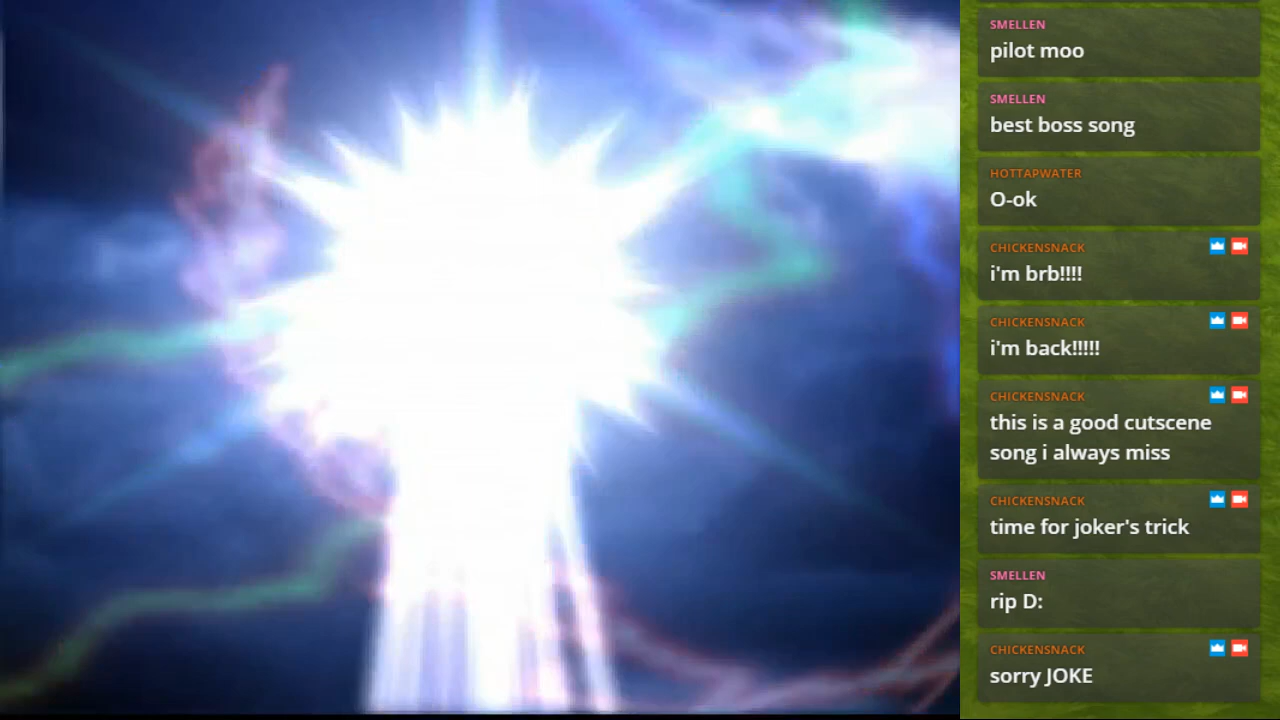 SMELLEN
pilot moo
SMELLEN
best boss song
HOTTAPWATER
O-ok
CHICKENSNACK
i'm brb!!!!
CHICKENSNACK
i'm back!!!!!
CHICKENSNACK
this is a good cutscene
song i always miss
CHICKENSNACK
time for joker's trick
SMELLEN
rip D:
CHICKENSNACK
sorry JOKE